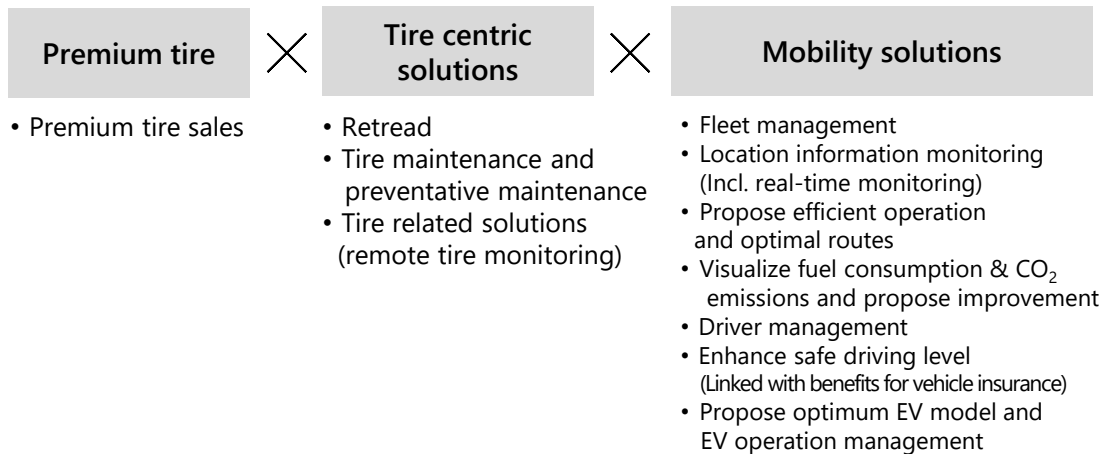 Premium tire
Tire centric
solutions
Mobility solutions
• Premium tire sales
• Retread
• Tire maintenance and
preventative maintenance
• Tire related solutions
(remote tire monitoring)
• Fleet management
• Location information monitoring
(Incl. real-time monitoring)
• Propose efficient operation
and optimal routes
• Visualize fuel consumption & CO₂
emissions and propose improvement
• Driver management
• Enhance safe driving level
(Linked with benefits for vehicle insurance)
• Propose optimum EV model and
EV operation management